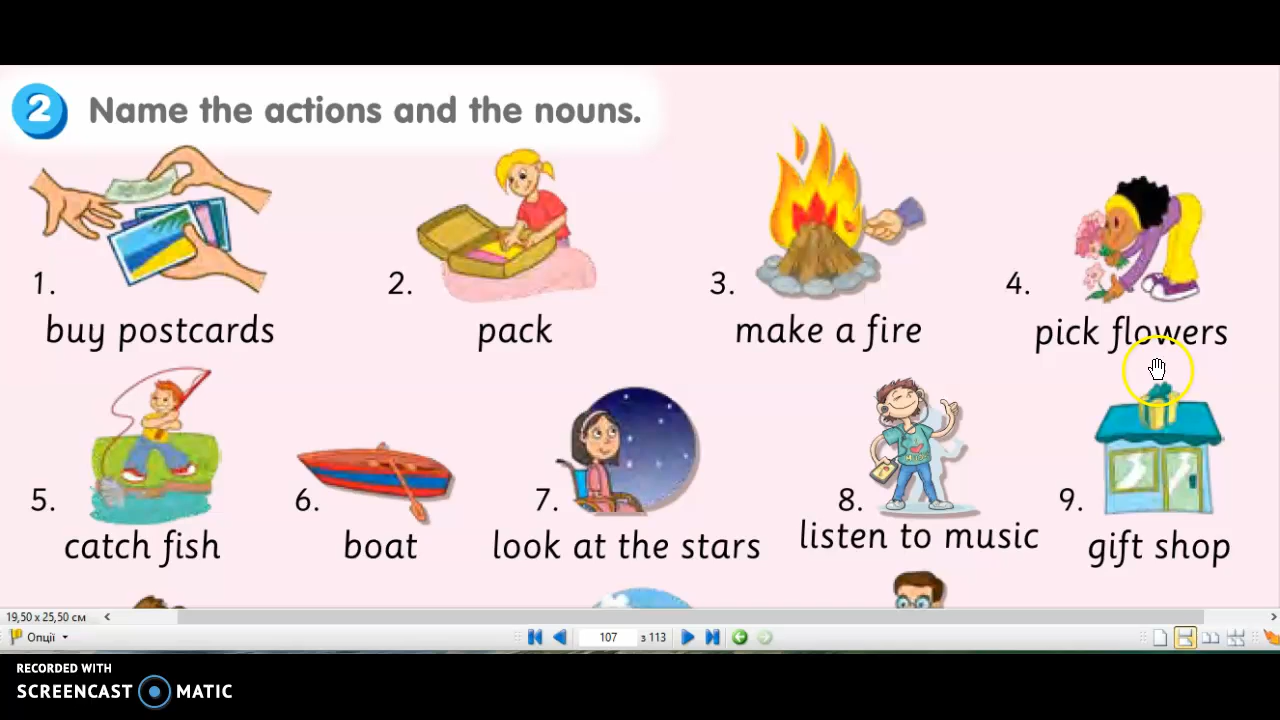 2 Name the actions and the nouns.
1. buy postcards
2. pack
3. make a fire
4. pick flowers
5. catch fish
6. boat
7. look at the stars
8. listen to music
9. gift shop
19,50 x 25,50 см
Опції
107 з 113
RECORDED WITH
SCREENCAST MATIC